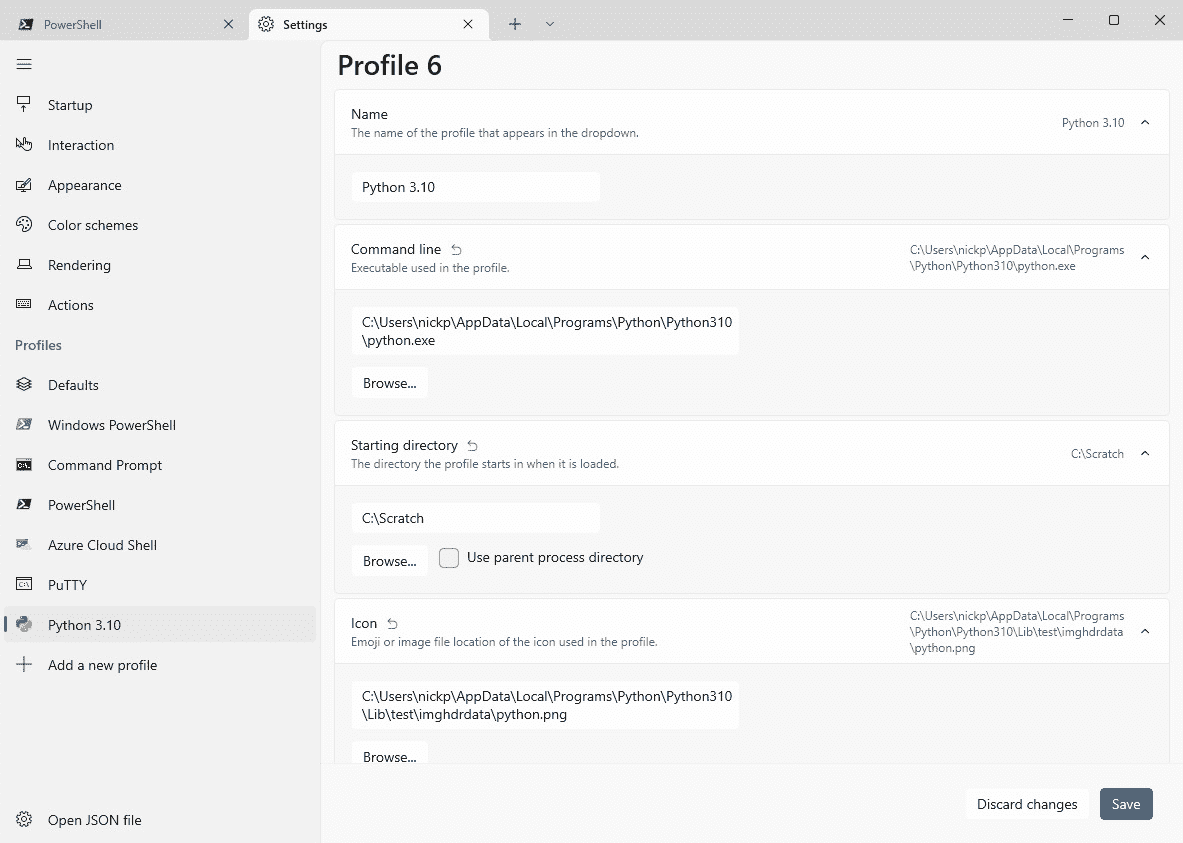 PowerShell
Settings
Startup
Interaction
Appearance
Color schemes
Rendering
Actions
Profiles
Defaults
Windows PowerShell
Command Prompt
PowerShell
Azure Cloud Shell
PuTTY
Python 3.10
Add a new profile
Open JSON file
Profile 6
Name
The name of the profile that appears in the dropdown.
Python 3.10
Python 3.10
Command line
Executable used in the profile.
C:\Users\nickp\AppData\Local\Programs
\Python\Python310\python.exe
C:\Users\nickp\AppData\Local\Programs\Python\Python310
\python.exe
Browse...
Starting directory
The directory the profile starts in when it is loaded.
C:\Scratch
C:\Scratch
Browse...
Use parent process directory
Icon
Emoji or image file location of the icon used in the profile.
C:\Users\nickp\AppData\Local\Programs
\Python\Python310\Lib\test\imghdrdata
\python.png
C:\Users\nickp\AppData\Local\Programs\Python\Python310
\Lib\test\imghdrdata\python.png
Browse...
Discard changes
Save